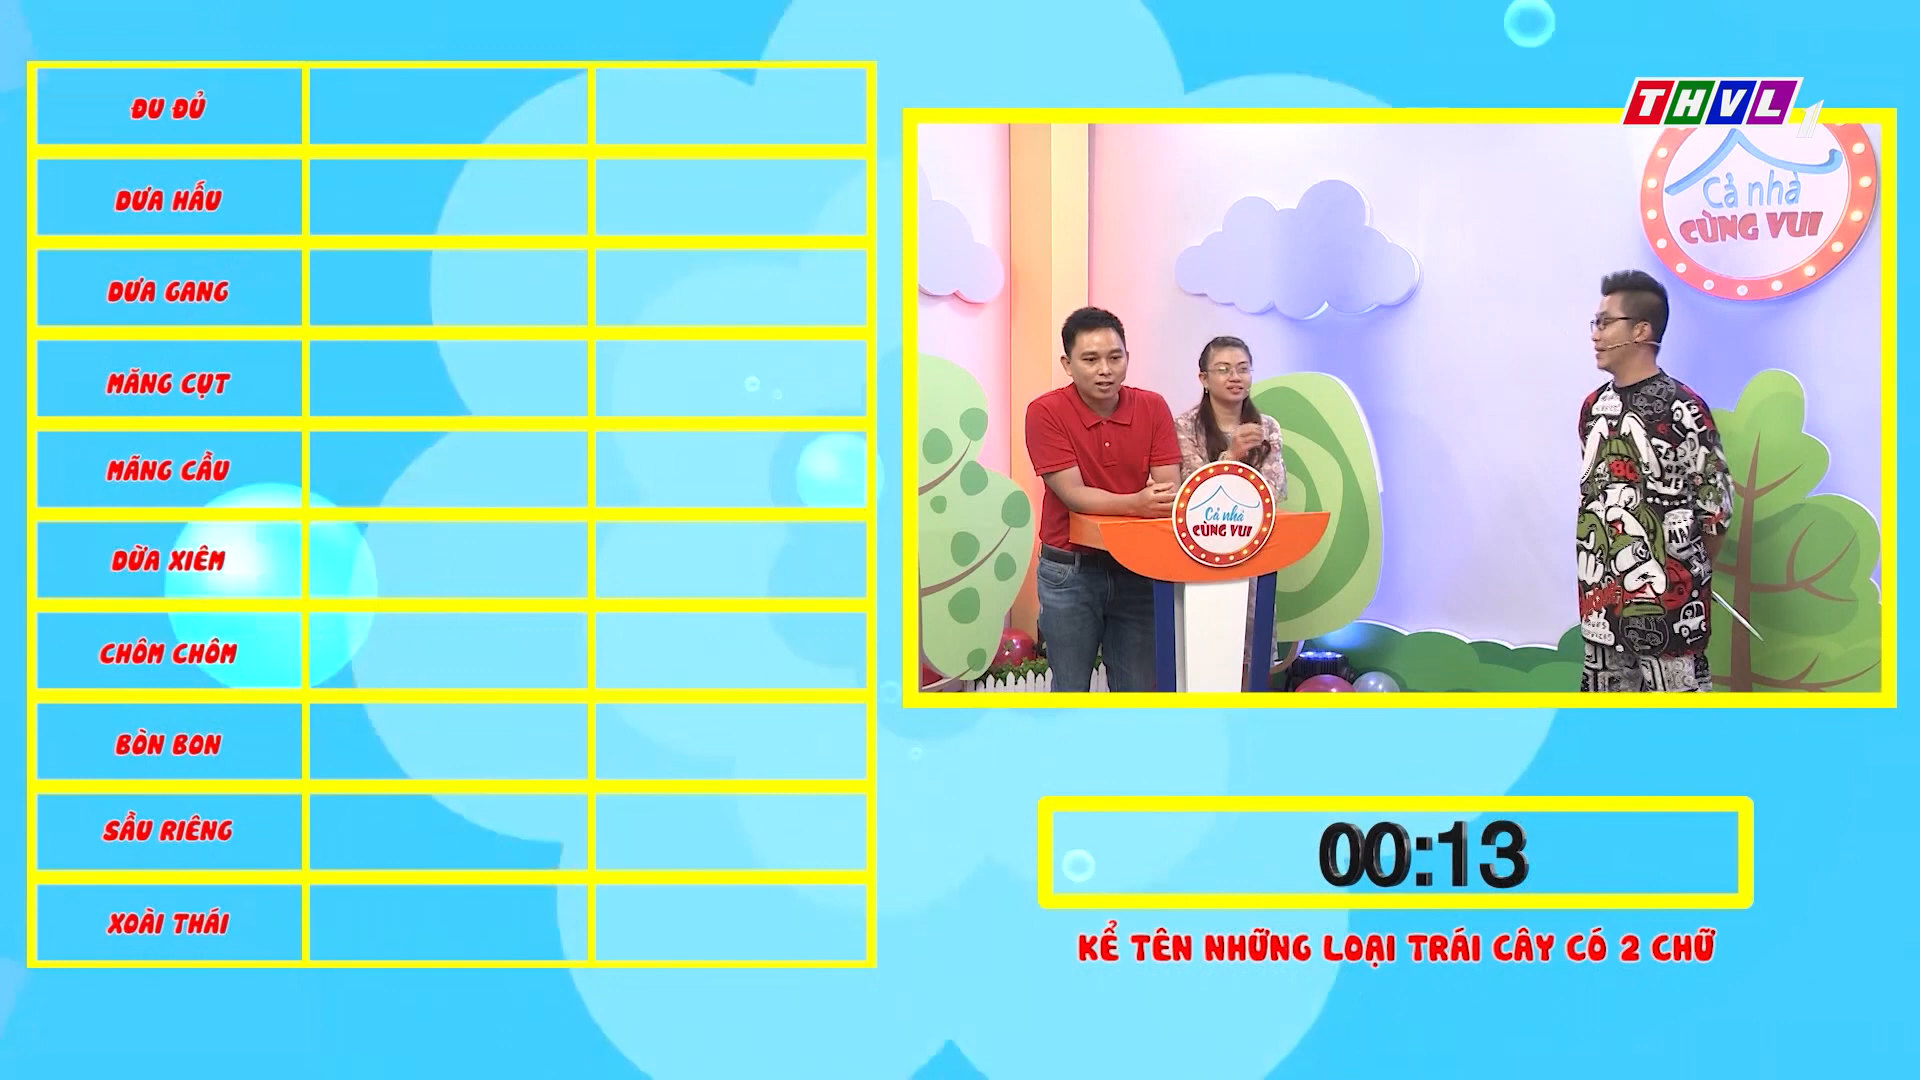 ĐU ĐỦ
DƯA HẤU
DƯA GANG
MĂNG CỤT
MÃNG CẦU
DỪA XIÊM
CHÔM CHÔM
BÒN BON
SẦU RIÊNG
XOÀI THÁI
THVL1
Cả nhà
CÙNG VUI
Cả nhà
CÙNG VUI
00:13
KỂ TÊN NHỮNG LOẠI TRÁI CÂY CÓ 2 CHỮ